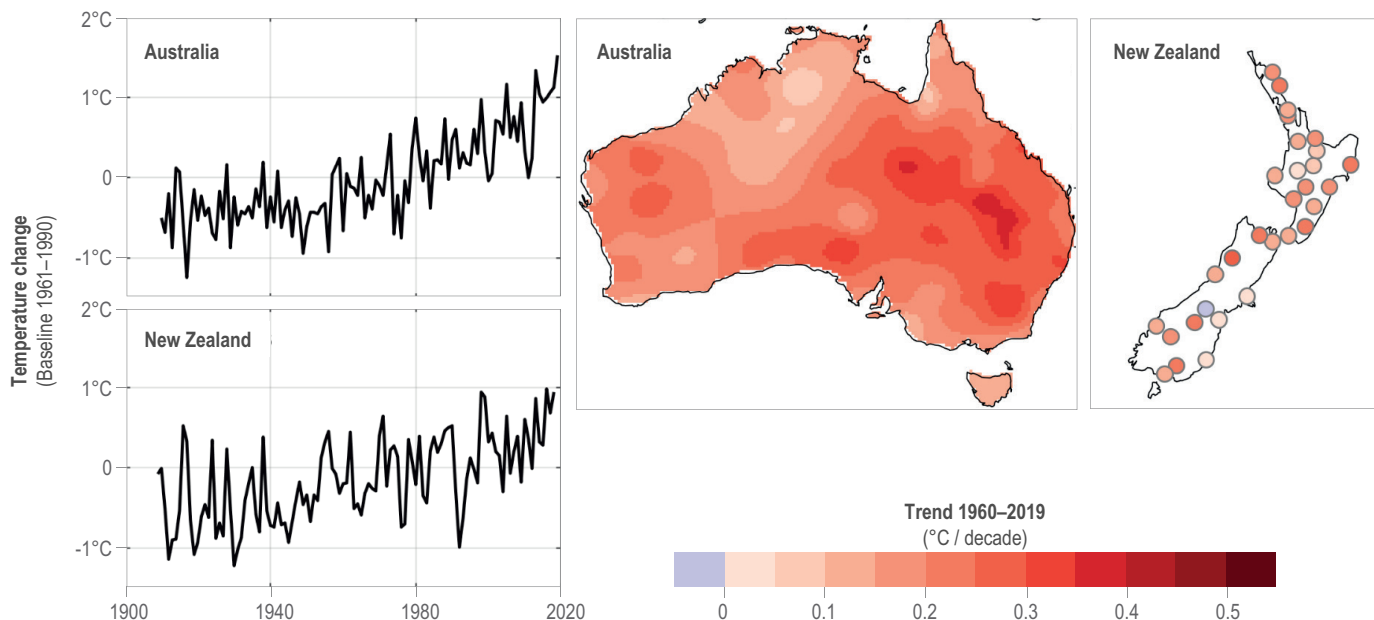 2°C
Australia
1°C
0
-1°C
2°C
New Zealand
1°C
0
-1°C
1900
1940
1980
2020
Temperature change
(Baseline 1961–1990)
Australia
New Zealand
Trend 1960–2019
(°C / decade)
0
0.1
0.2
0.3
0.4
0.5